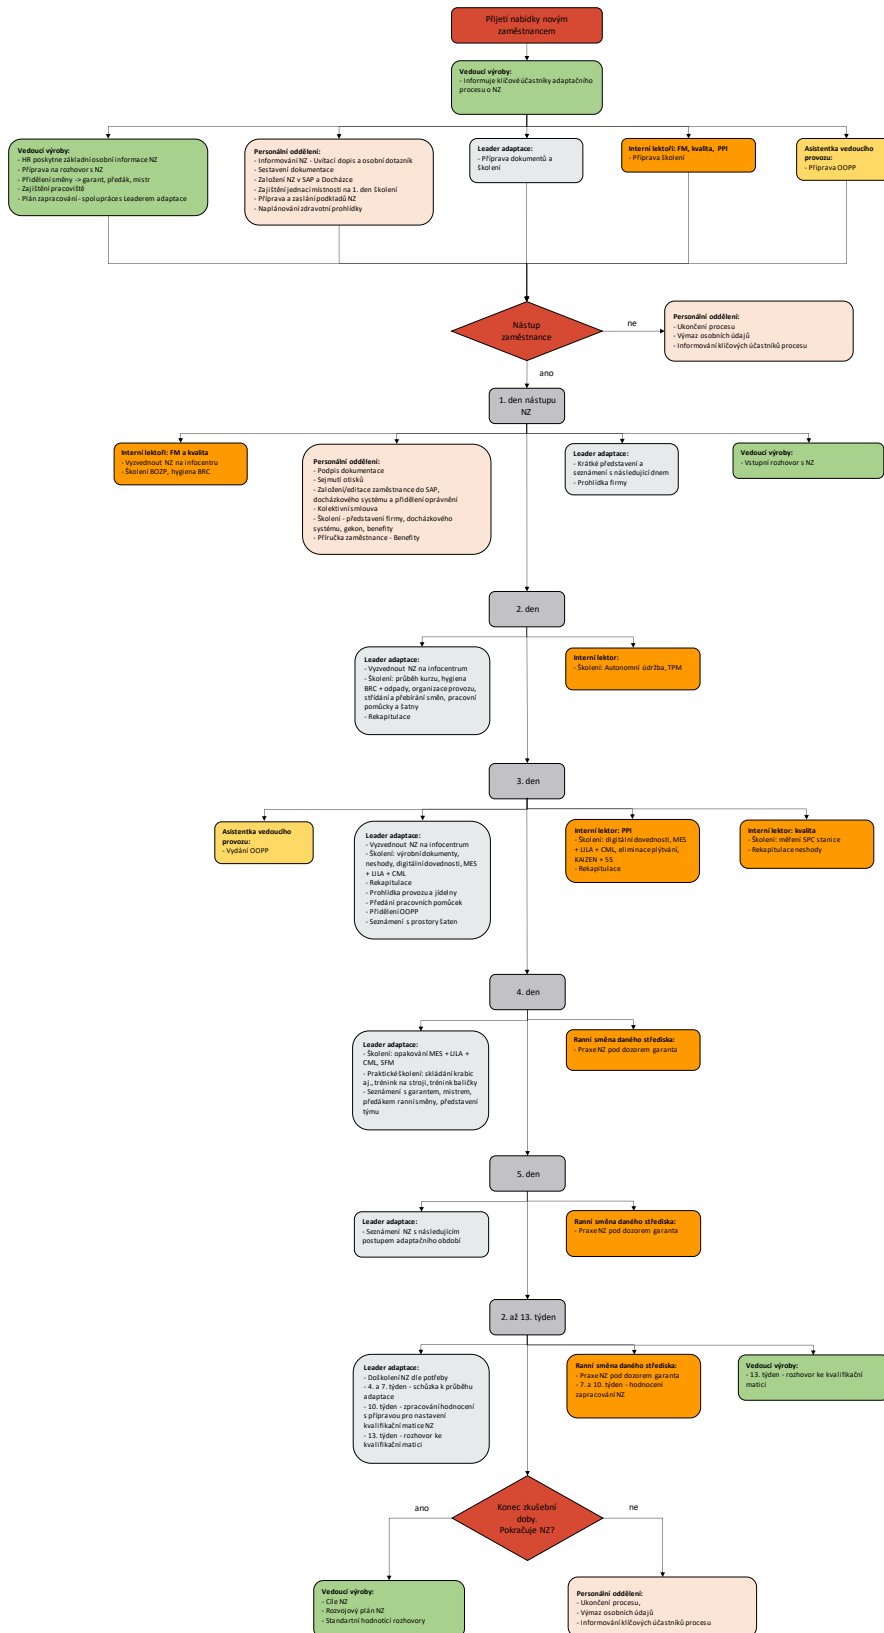 Přijetí nabídky novým
zaměstnancem
Vedoucí výroby:
- Informuje klíčové účastníky adaptačního
procesu o NZ
Vedoucí výroby:
- HR poskytne základní osobní informace NZ
- Příprava na rozhovor s NZ
- Přidělení směny -> garant, předák, mistr
- Zajištění pracoviště
- Plán zapracování - spolupráce s Leaderem adaptace
Personální oddělení:
- Informování NZ - Uvítací dopis a osobní dotazník
- Sestavení dokumentace
- Založení NZ v SAP a Docházce
- Zajištění jednací místnosti na 1. den školení
- Příprava a zaslání podkladů NZ
- Naplánování zdravotní prohlídky
Leader adaptace:
- Příprava dokumentů a
školení
Interní lektoři: FM, kvalita, PPI
- Příprava školení
Asistentka vedoucího
provozu:
- Příprava OOPP
Nástup
zaměstnance
ne
Personální oddělení:
- Ukončení procesu
- Výmaz osobních údajů
- Informování klíčových účastníků procesu
ano
1. den nástupu
NZ
Interní lektoři: FM a kvalita
- Vyzvednout NZ na infocentru
- Školení BOZP, hygiena BRC
Personální oddělení:
- Podpis dokumentace
- Sejmutí otisků
- Založení/editace zaměstnance do SAP,
docházkového systému a přidělení oprávnění
- Kolektivní smlouva
- Školení - představení firmy, docházkového
systému, gekon, benefity
- Příručka zaměstnance - Benefity
Leader adaptace:
- Krátké představení a
seznámení s následující dnem
- Prohlídka firmy
Vedoucí výroby:
- Vstupní rozhovor s NZ
2. den
Leader adaptace:
- Vyzvednout NZ na infocentrum
- Školení: průběh kurzu, hygiena
BRC + odpady, organizace provozu,
střídání a přebírání směn, pracovní
pomůcky a šatny
- Rekapitulace
Interní lektor:
- Školení: Autonomní údržba, TPM
3. den
Asistentka vedoucího
provozu:
- Vydání OOPP
Leader adaptace:
- Vyzvednout NZ na infocentrum
- Školení: výrobní dokumenty,
neshody, digitální dovednosti, MES
+ LILA + CML
- Rekapitulace
- Prohlídka provozu a jídelny
- Předání pracovních pomůcek
- Přidělení OOPP
- Seznámení s prostory šaten
Interní lektor: PPI
- Školení: digitální dovednosti, MES
+ LILA + CML, eliminace plýtvání,
KAIZEN + 5S
- Rekapitulace
Interní lektor: kvalita
- Školení: měření SPC stanice
- Rekapitulace neshody
4. den
Leader adaptace:
- Školení: opakování MES + LILA +
CML, SFM
- Praktické školení: skládání krabic
aj., trénink na stroji, trénink baličky
- Seznámení s garantem, mistrem,
předákem ranní směny, představení
týmu
Ranní směna daného střediska:
- Praxe NZ pod dozorem garanta
5. den
Leader adaptace:
- Seznámení NZ s následujícím
postupem adaptačního období
Ranní směna daného střediska:
- Praxe NZ pod dozorem garanta
2. až 13. týden
Leader adaptace:
- Doškolení NZ dle potřeby
- 4. a 7. týden - schůzka k průběhu
adaptace
- 10. týden - zpracování hodnocení
s přípravou pro nastavení
kvalifikační matice NZ
- 13. týden - rozhovor ke
kvalifikační matici
Ranní směna daného střediska:
- Praxe NZ pod dozorem garanta
- 7. a 10. týden - hodnocení
zapracování NZ
Vedoucí výroby:
- 13. týden - rozhovor ke kvalifikační
matici
Konec zkušební
doby.
Pokračuje NZ?
ano
ne
Vedoucí výroby:
- Cíle NZ
- Rozvojový plán NZ
- Standartní hodnotící rozhovory
Personální oddělení:
- Ukončení procesu,
- Výmaz osobních údajů
- Informování klíčových účastníků procesu